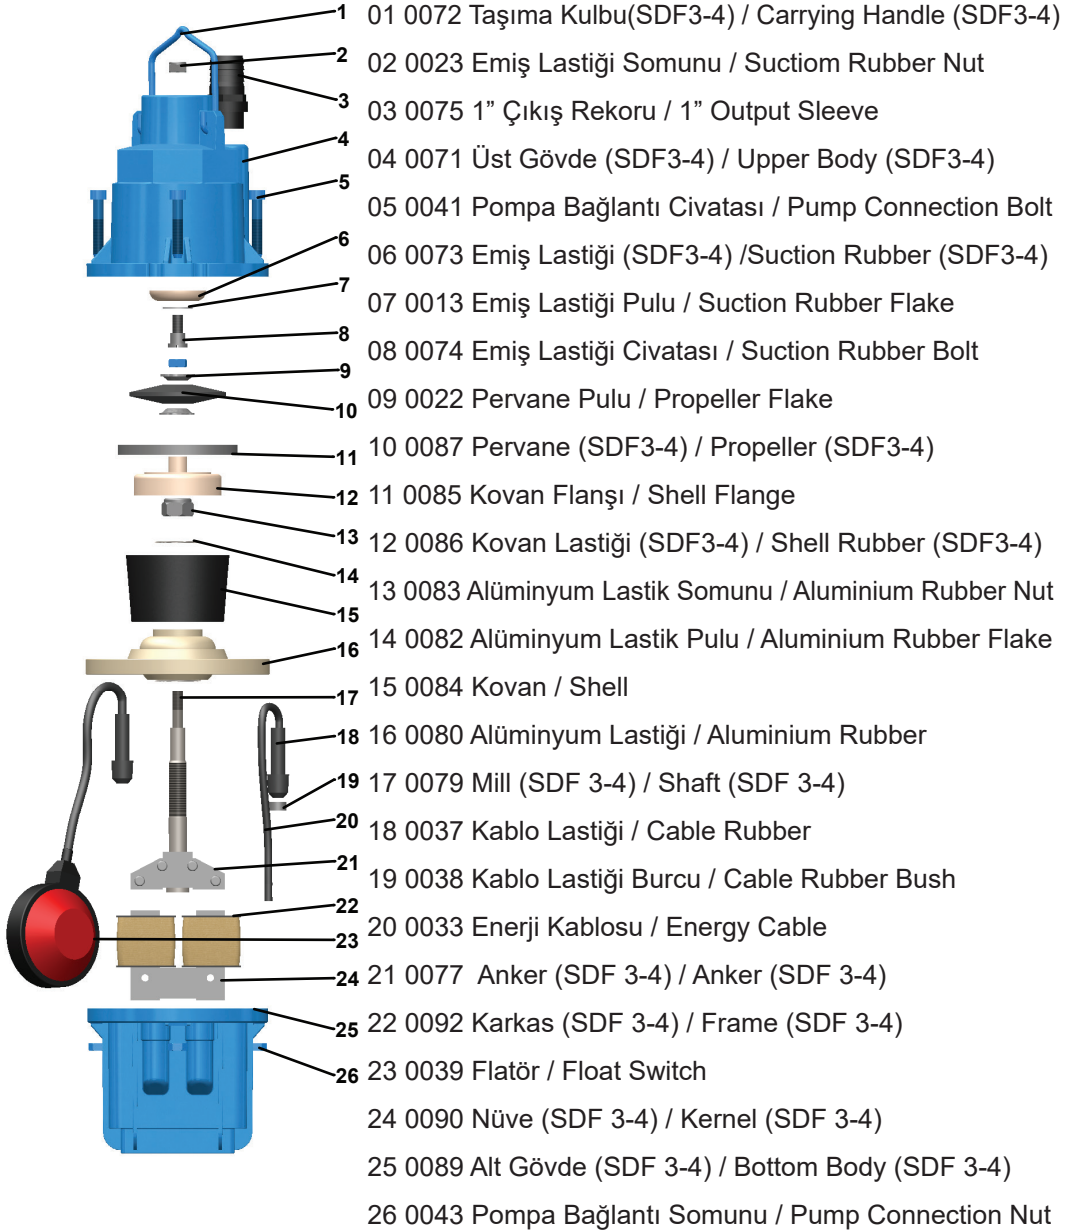 1 01 0072 Taşıma Kulbu(SDF3-4) / Carrying Handle (SDF3-4)
2 02 0023 Emiş Lastiği Somunu / Suctiom Rubber Nut
3 03 0075 1” Çıkış Rekoru / 1” Output Sleeve
4 04 0071 Üst Gövde (SDF3-4) / Upper Body (SDF3-4)
5 05 0041 Pompa Bağlantı Civatası / Pump Connection Bolt
6 06 0073 Emiş Lastiği (SDF3-4) /Suction Rubber (SDF3-4)
7 07 0013 Emiş Lastiği Pulu / Suction Rubber Flake
8 08 0074 Emiş Lastiği Civatası / Suction Rubber Bolt
9 09 0022 Pervane Pulu / Propeller Flake
10 10 0087 Pervane (SDF3-4) / Propeller (SDF3-4)
11 11 0085 Kovan Flanşı / Shell Flange
12 12 0086 Kovan Lastiği (SDF3-4) / Shell Rubber (SDF3-4)
13 13 0083 Alüminyum Lastik Somunu / Aluminium Rubber Nut
14 14 0082 Alüminyum Lastik Pulu / Aluminium Rubber Flake
15 15 0084 Kovan / Shell
16 16 0080 Alüminyum Lastiği / Aluminium Rubber
17 17 0079 Mill (SDF 3-4) / Shaft (SDF 3-4)
18 18 0037 Kablo Lastiği / Cable Rubber
19 19 0038 Kablo Lastiği Burcu / Cable Rubber Bush
20 20 0033 Enerji Kablosu / Energy Cable
21 21 0077 Anker (SDF 3-4) / Anker (SDF 3-4)
22 22 0092 Karkas (SDF 3-4) / Frame (SDF 3-4)
23 23 0039 Flatör / Float Switch
24 24 0090 Nüve (SDF 3-4) / Kernel (SDF 3-4)
25 25 0089 Alt Gövde (SDF 3-4) / Bottom Body (SDF 3-4)
26 26 0043 Pompa Bağlantı Somunu / Pump Connection Nut